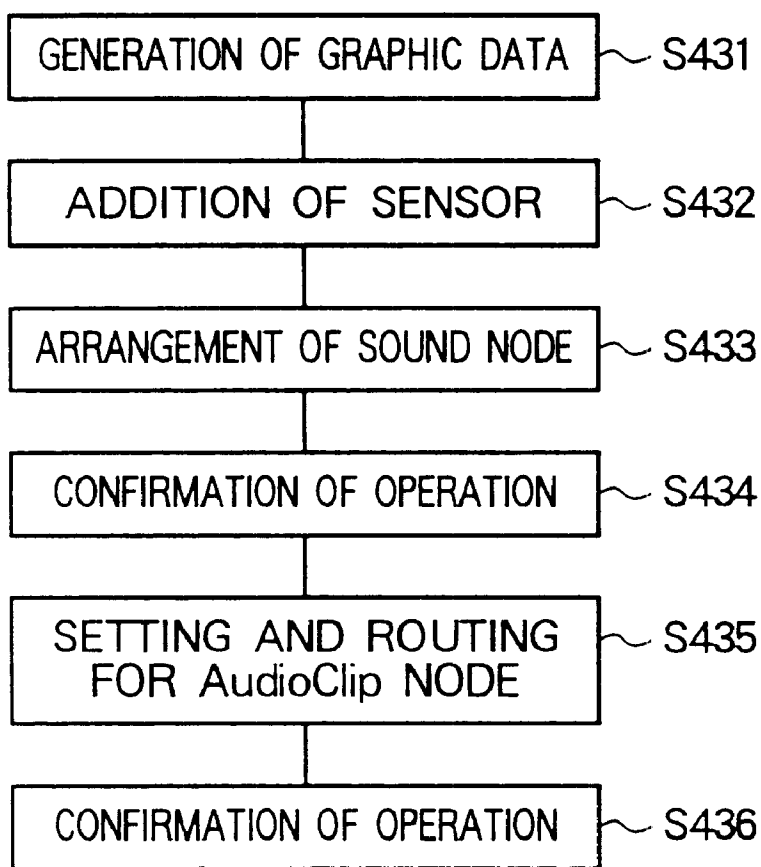 GENERATION OF GRAPHIC DATA S431
ADDITION OF SENSOR S432
ARRANGEMENT OF SOUND NODE S433
CONFIRMATION OF OPERATION S434
SETTING AND ROUTING S435
FOR AudioClip NODE
CONFIRMATION OF OPERATION S436